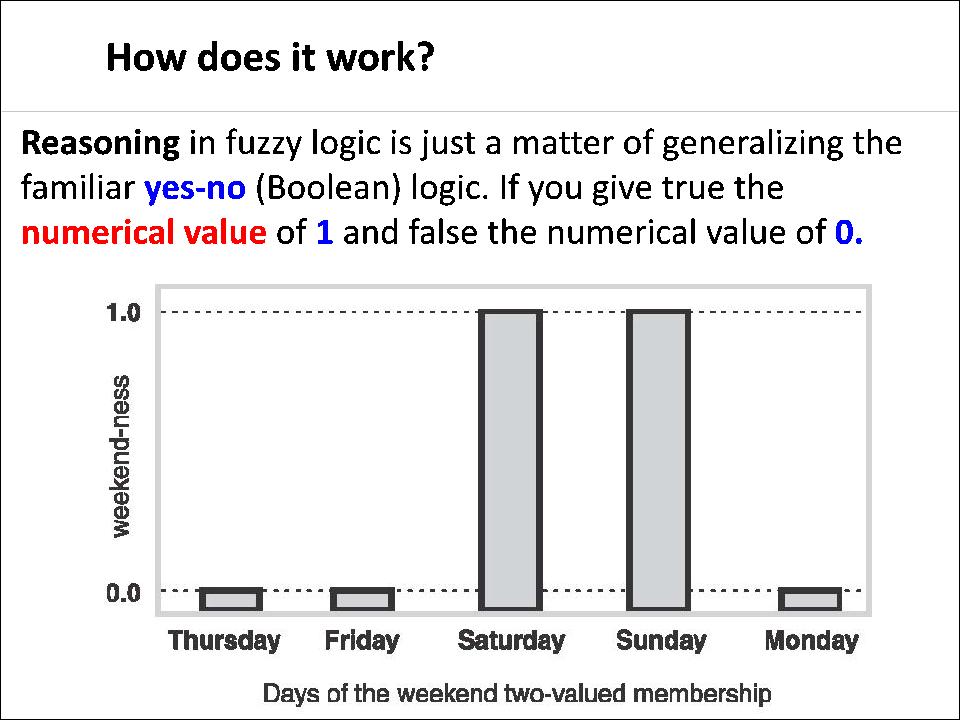 How does it work?
Reasoning in fuzzy logic is just a matter of generalizing the
familiar yes-no (Boolean) logic. If you give true the
numerical value of 1 and false the numerical value of 0.
1.0
weekend-ness
0.0
Thursday Friday Saturday Sunday Monday
Days of the weekend two-valued membership